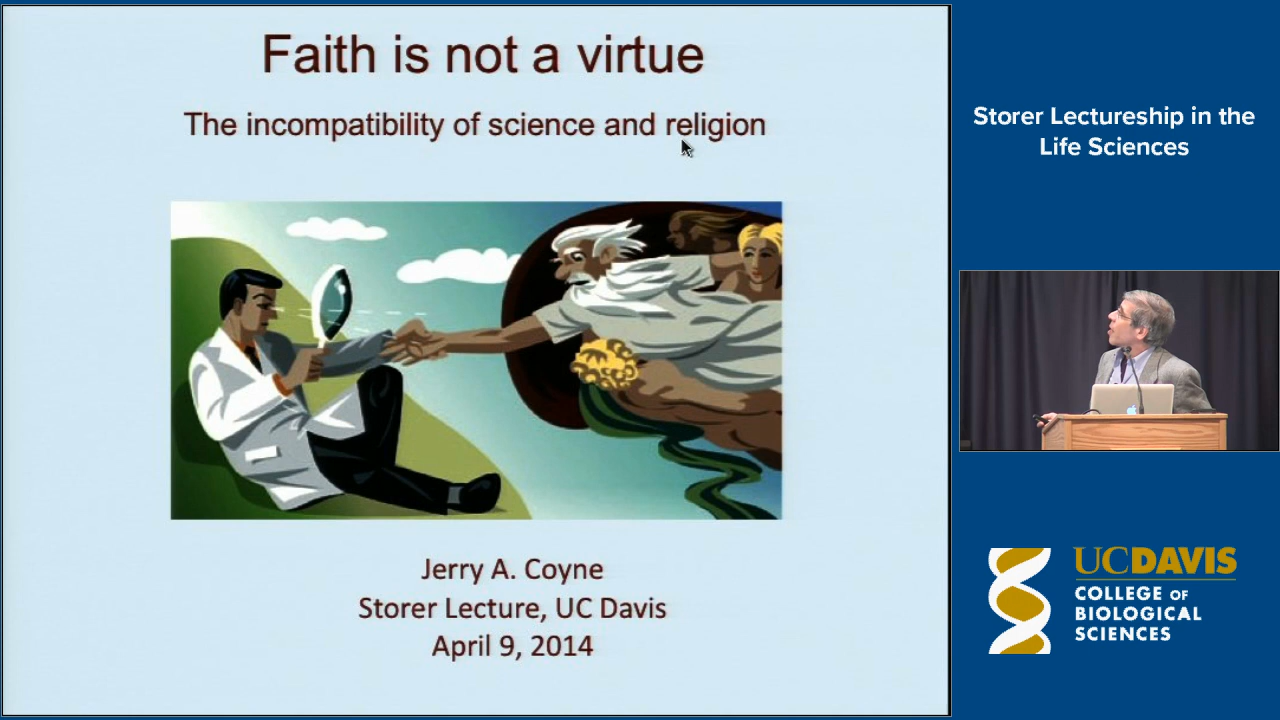 Faith is not a virtue
The incompatibility of science and religion
Jerry A. Coyne
Storer Lecture, UC Davis
April 9, 2014
Storer Lectureship in the
Life Sciences
UCDAVIS
COLLEGE OF
BIOLOGICAL
SCIENCES